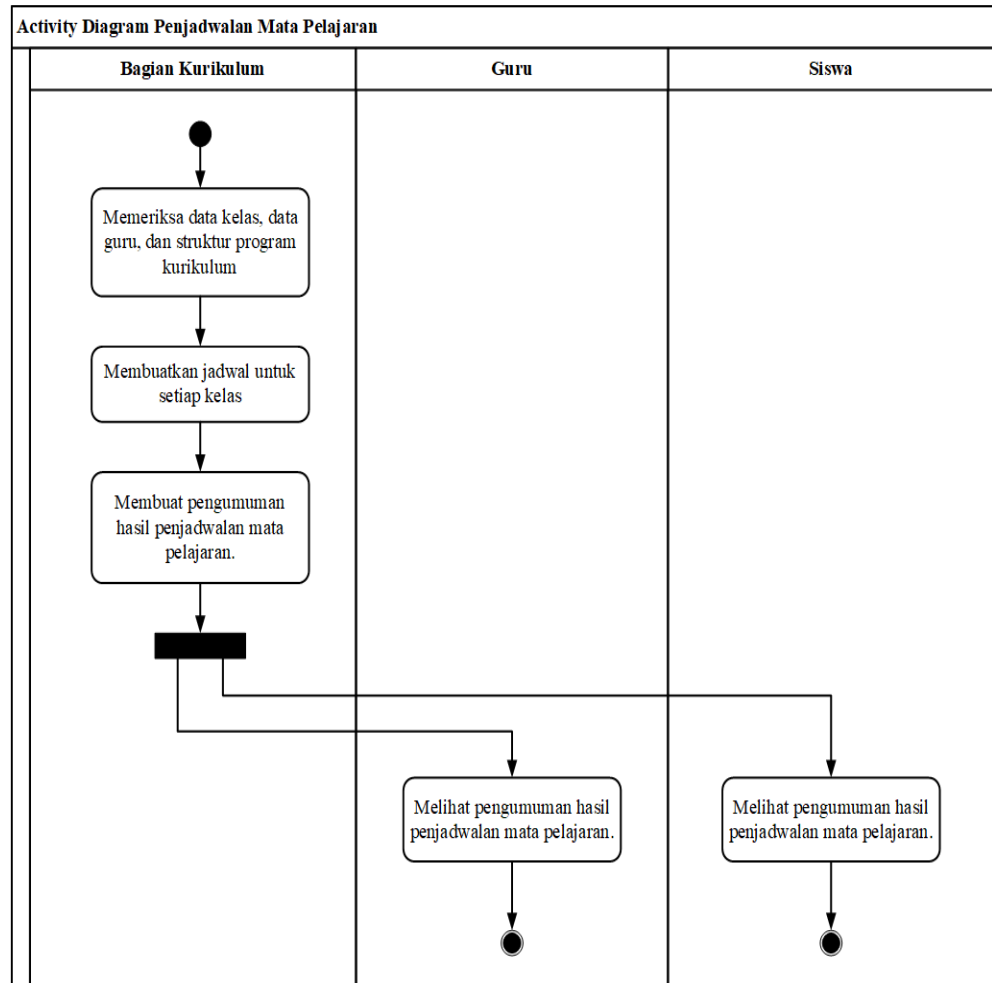 Activity Diagram Penjadwalan Mata Pelajaran
Bagian Kurikulum
Guru
Siswa
Memeriksa data kelas, data
guru, dan struktur program
kurikulum
Membuatkan jadwal untuk
setiap kelas
Membuat pengumuman
hasil penjadwalan mata
pelajaran.
Melihat pengumuman hasil
penjadwalan mata pelajaran.
Melihat pengumuman hasil
penjadwalan mata pelajaran.